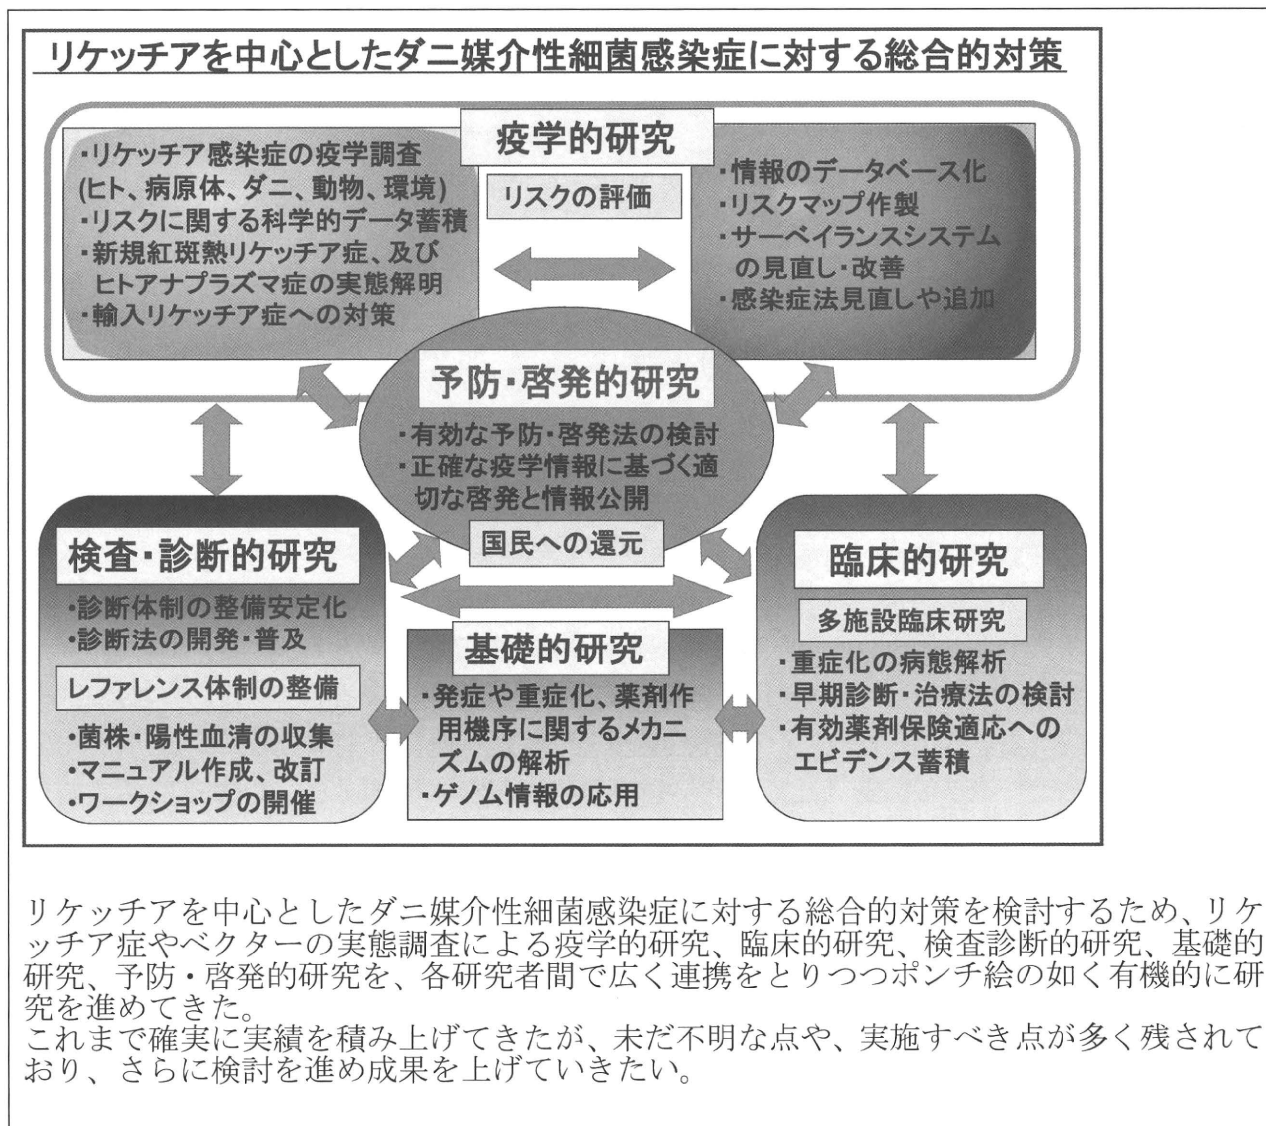 リケッチアを中心としたダニ媒介性細菌感染症に対する総合的対策
疫学的研究
リスクの評価
・リケッチア感染症の疫学調査
(ヒト、病原体、ダニ、動物、環境)
・リスクに関する科学的データ蓄積
・新規紅斑熱リケッチア症、及び
ヒトアナプラズマ症の実態解明
・輸入リケッチア症への対策
・情報のデータベース化
・リスクマップ作製
・サーベイランスシステム
の見直し・改善
・感染症法見直しや追加
予防・啓発的研究
・有効な予防・啓発法の検討
・正確な疫学情報に基づく適
切な啓発と情報公開
国民への還元
検査・診断的研究
・診断体制の整備安定化
・診断法の開発・普及
レファレンス体制の整備
・菌株・陽性血清の収集
・マニュアル作成、改訂
・ワークショップの開催
基礎的研究
・発症や重症化、薬剤作
用機序に関するメカニ
ズムの解析
・ゲノム情報の応用
臨床的研究
多施設臨床研究
・重症化の病態解析
・早期診断・治療法の検討
・有効薬剤保険適応への
エビデンス蓄積
リケッチアを中心としたダニ媒介性細菌感染症に対する総合的対策を検討するため、リケ
ッチア症やベクターの実態調査による疫学的研究、臨床的研究、検査診断的研究、基礎的
研究、予防・啓発的研究を、各研究者間で広く連携をとりつつポンチ絵の如く有機的に研
究を進めてきた。
これまで確実に実績を積み上げてきたが、未だ不明な点や、実施すべき点が多く残されて
おり、さらに検討を進め成果を上げていきたい。